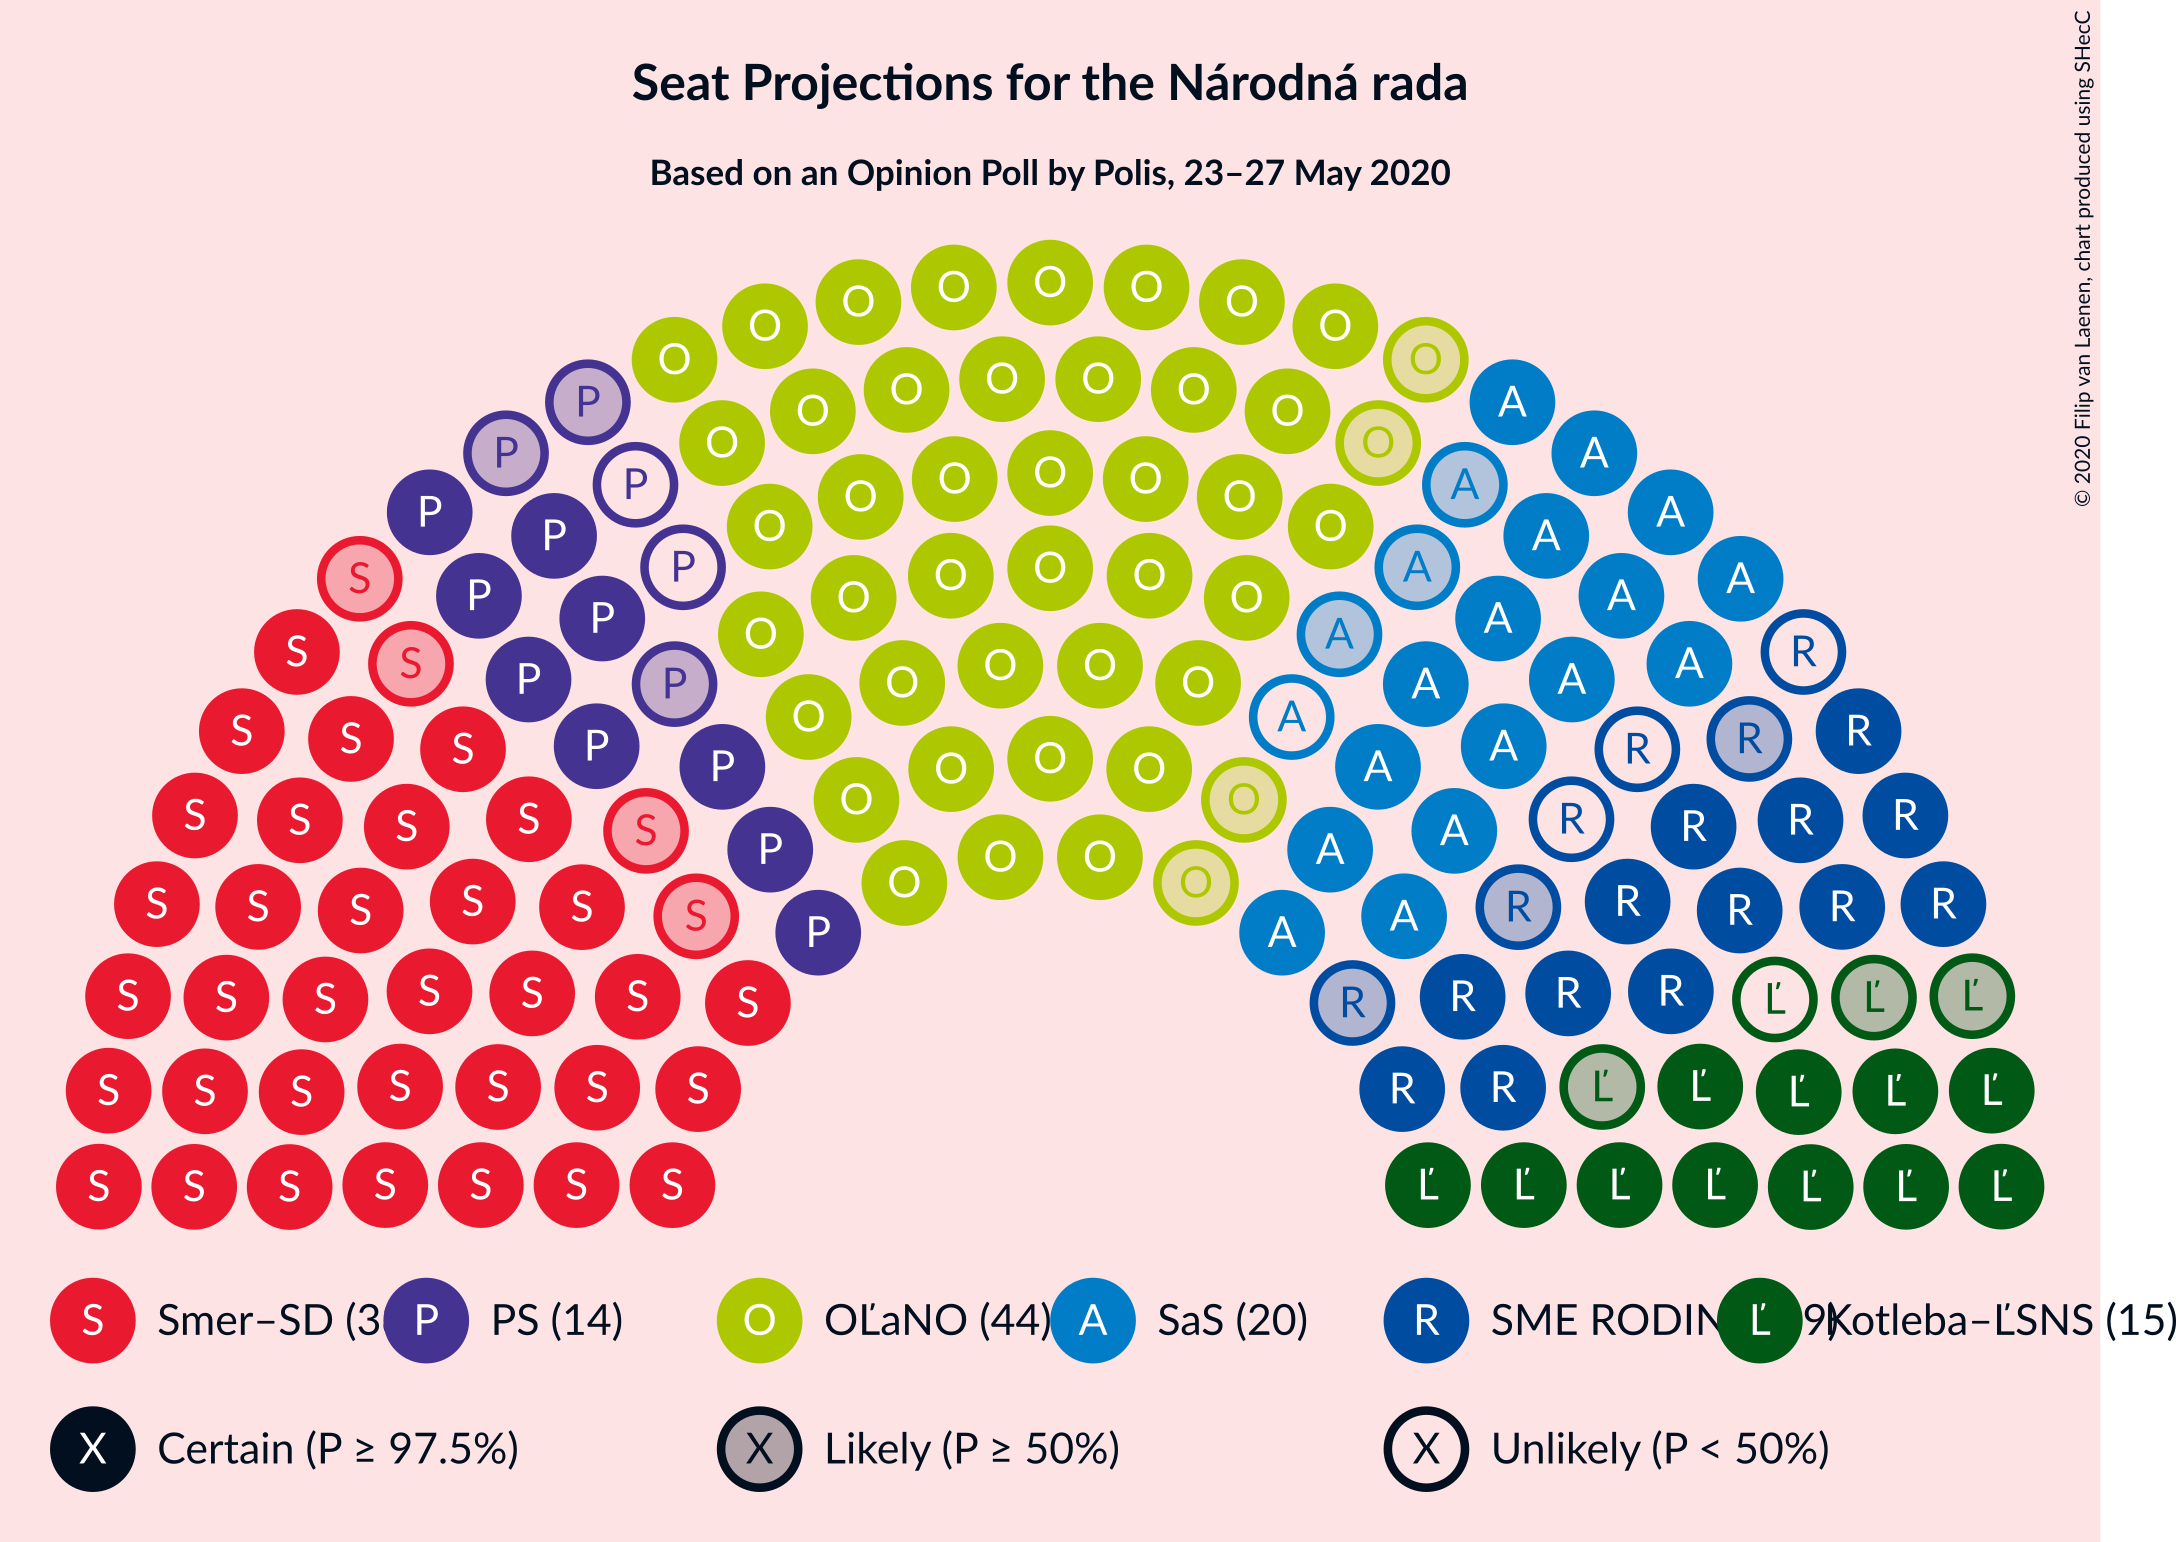 Seat Projections for the Národná rada
Based on an Opinion Poll by Polis, 23–27 May 2020
© 2020 Filip van Laenen, chart produced using SHecC
O O O O O O O O O
O O O O O O O O
P P P A A
P P O O O O O O O A A A
S P P P O O O O O A A A A
S S P P O O O O O A A A A R
S S S P P O O O O O A A A R R R
S S S S S P O O A A R R R R
S S S S S S P A A R R R R R
S S S S S S S R R R R Ľ Ľ Ľ
S S S S S S S R R Ľ Ľ Ľ Ľ Ľ
S S S S S S S Ľ Ľ Ľ Ľ Ľ Ľ Ľ
S Smer–SD (3 P PS (14) O OĽaNO (44) A SaS (20) R SME RODIN Ľ 9) Kotleba–ĽSNS (15)
X Certain (P ≥ 97.5%) X Likely (P ≥ 50%) X Unlikely (P < 50%)